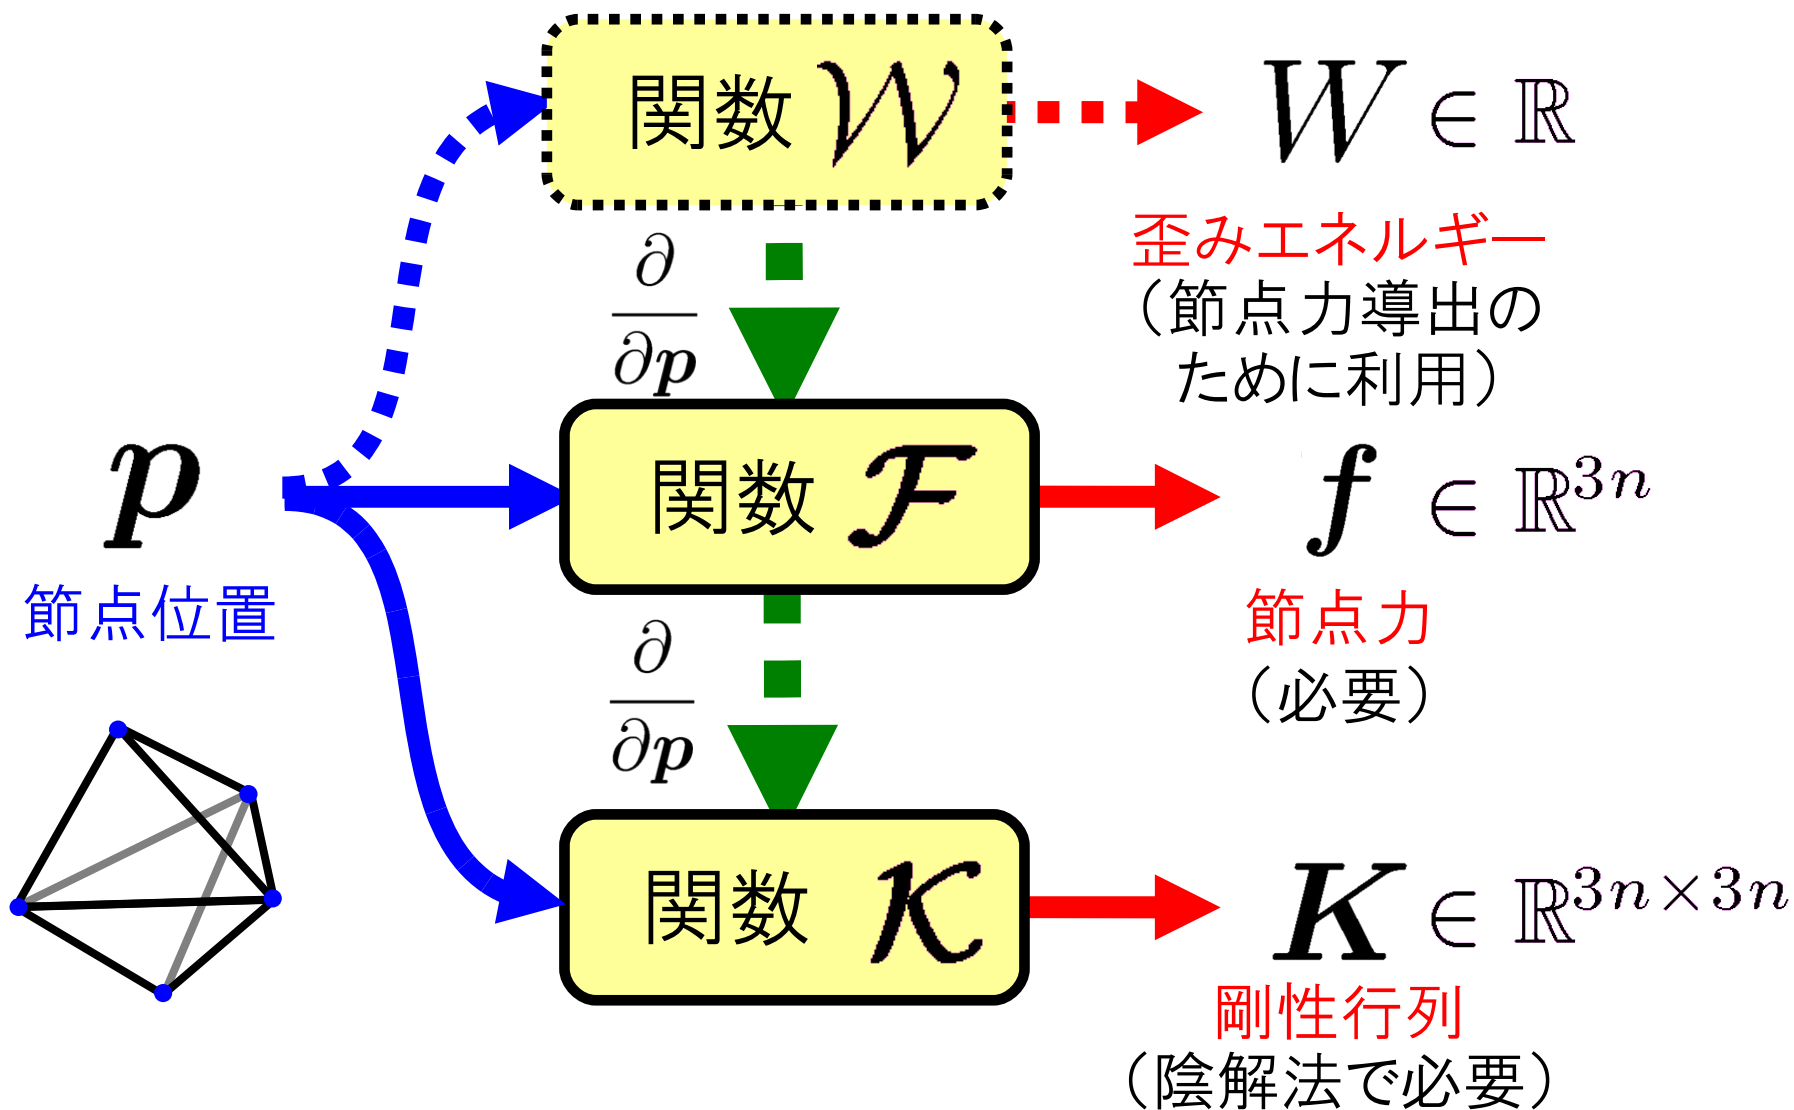 関数 𝒲
W ∈ ℝ
歪みエネルギー
（節点力導出の
ために利用）
∂
∂p
p
節点位置
関数 ℱ
f ∈ ℝ³ⁿ
節点力
（必要）
∂
∂p
関数 𝒦
K ∈ ℝ³ⁿ˟³ⁿ
剛性行列
（陰解法で必要）